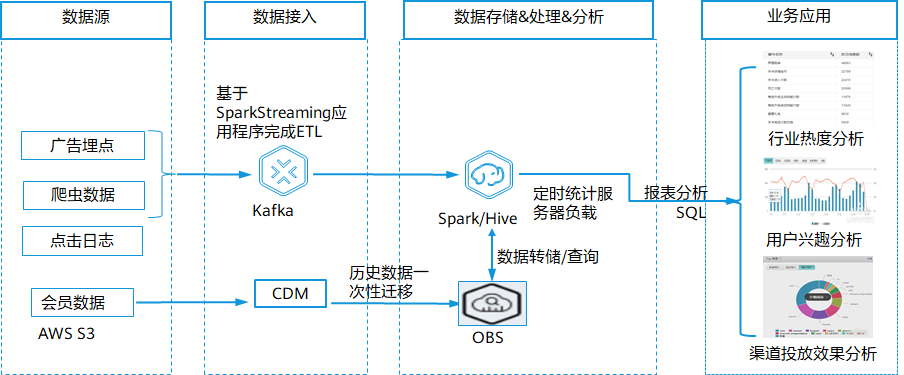 数据源
数据接入
数据存储&处理&分析
业务应用
基于
SparkStreaming应
用程序完成ETL
广告埋点
爬虫数据
点击日志
Kafka
Spark/Hive
定时统计服
务器负载
报表分析
SQL
行业热度分析
用户兴趣分析
数据转储/查询
会员数据
AWS S3
CDM
历史数据一
次性迁移
OBS
渠道投放效果分析